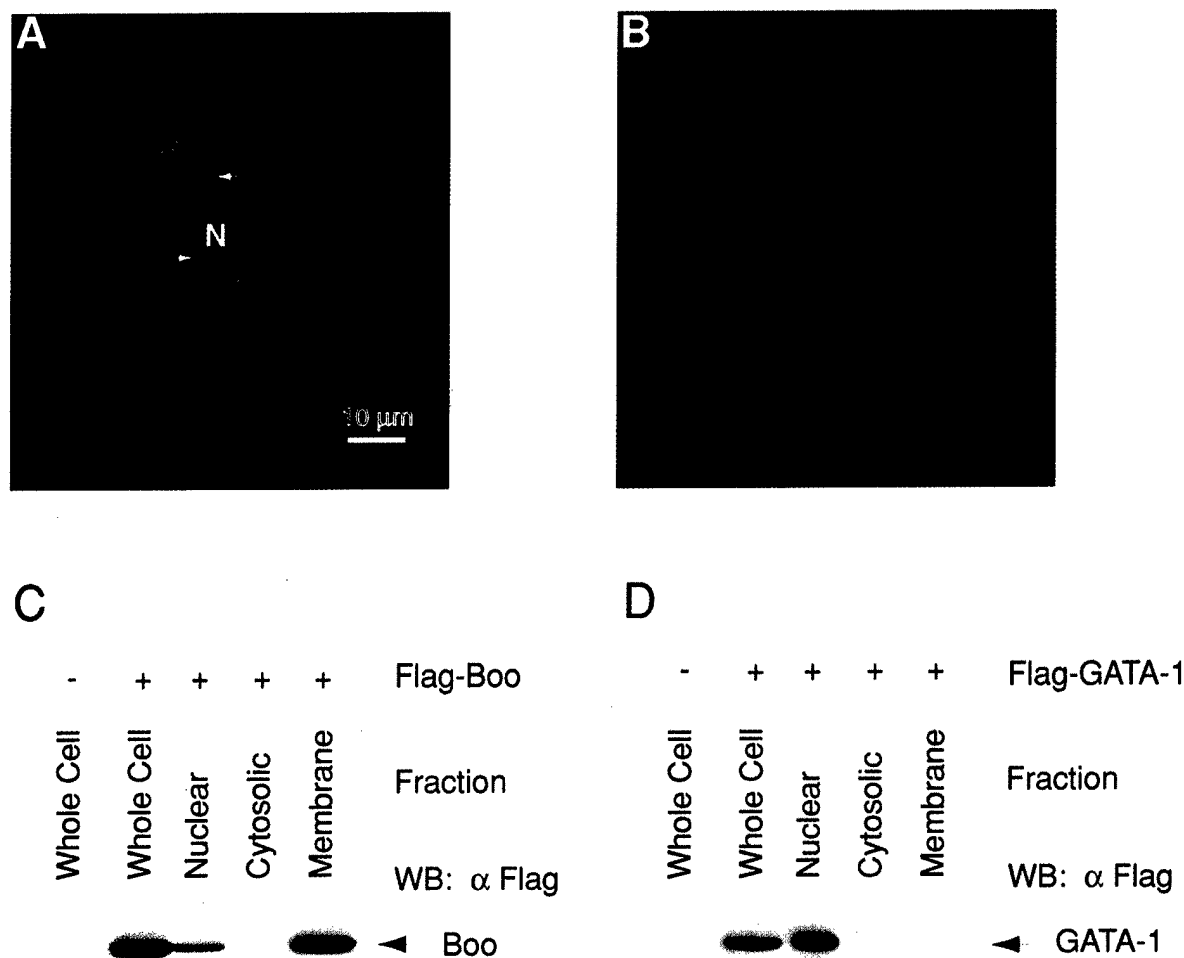 A
B
N
10 µm
C
- + + + + Flag-Boo
Whole Cell
Whole Cell
Nuclear
Cytosolic
Membrane
Fraction
WB: α Flag
Boo
D
- + + + + Flag-GATA-1
Whole Cell
Whole Cell
Nuclear
Cytosolic
Membrane
Fraction
WB: α Flag
GATA-1